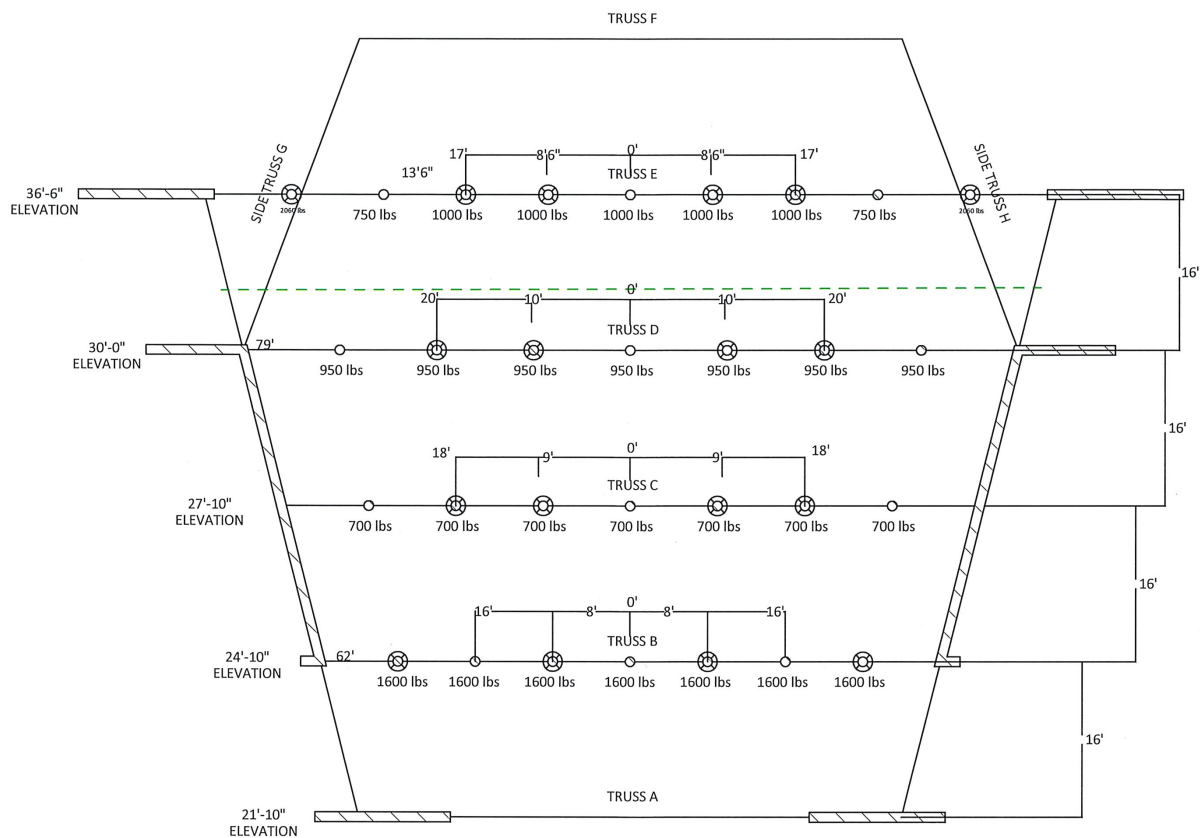 TRUSS F
SIDE TRUSS G
SIDE TRUSS H
17' 8'6" 0' 8'6" 17'
13'6"
TRUSS E
36'-6"
ELEVATION
2060 lbs 750 lbs 1000 lbs 1000 lbs 1000 lbs 1000 lbs 1000 lbs 750 lbs 2060 lbs
16'
20' 10' 0' 10' 20'
TRUSS D
30'-0"
ELEVATION
79'
950 lbs 950 lbs 950 lbs 950 lbs 950 lbs 950 lbs 950 lbs
16'
18' 9' 0' 9' 18'
TRUSS C
27'-10"
ELEVATION
700 lbs 700 lbs 700 lbs 700 lbs 700 lbs 700 lbs 700 lbs
16'
16' 8' 0' 8' 16'
TRUSS B
24'-10"
ELEVATION
62'
1600 lbs 1600 lbs 1600 lbs 1600 lbs 1600 lbs 1600 lbs 1600 lbs
16'
TRUSS A
21'-10"
ELEVATION